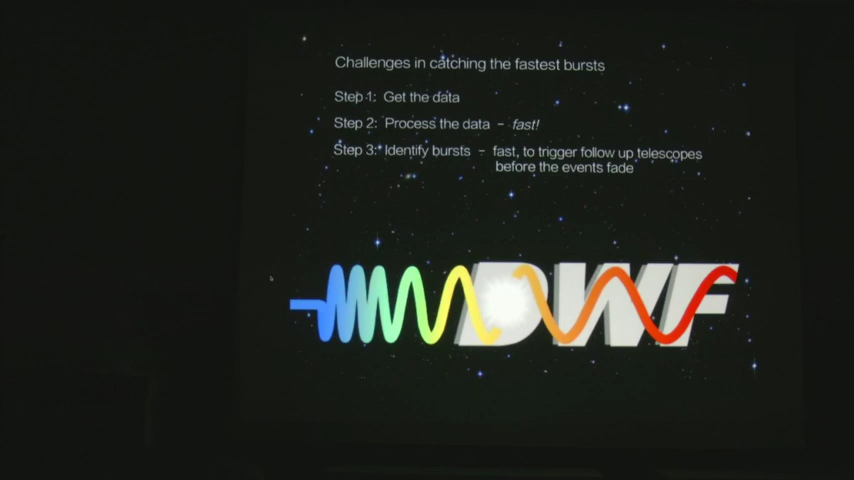 Challenges in catching the fastest bursts
Step 1: Get the data
Step 2: Process the data - fast!
Step 3: Identify bursts - fast, to trigger follow up telescopes
before the events fade
DWF